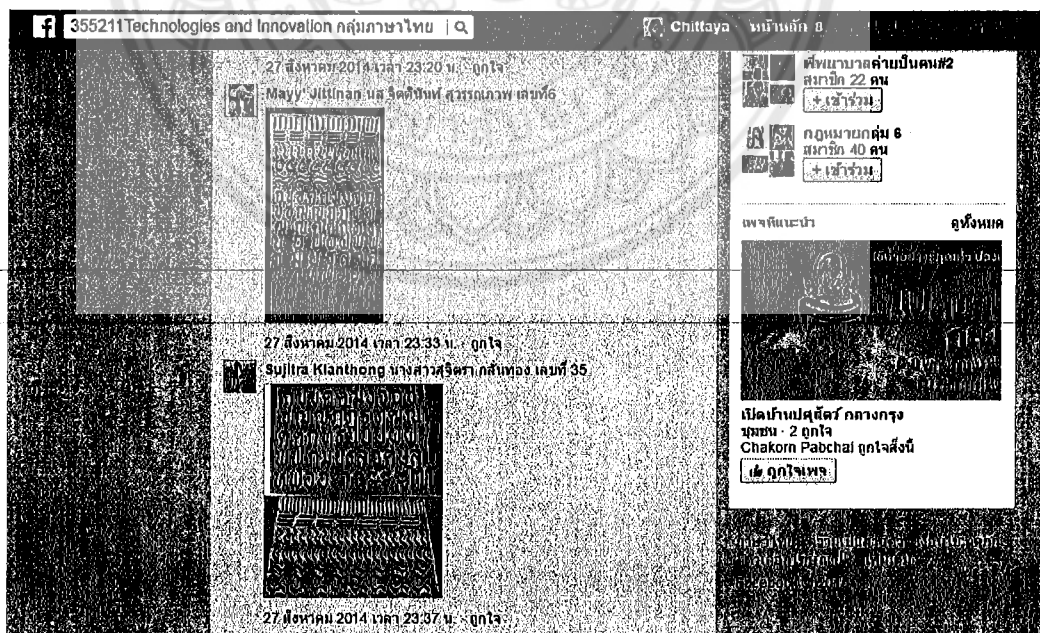 f 355211Technologies and Innovation กลุ่มภาษาไทย
Chittaya หน้าหลัก 8
27 สิงหาคม 2014 เวลา 23:20 น. · ถูกใจ
Mayy' Jittinan นส จิตตินันท์ สุวรรณภาพ เลขที่6
27 สิงหาคม 2014 เวลา 23:33 น. · ถูกใจ
Sujitra Klanthong นางสาวสุจิตรา กลั่นทอง เลขที่ 35
27 สิงหาคม 2014 เวลา 23:37 น. · ถูกใจ
พี่พยาบาลค่ายปันคน#2
สมาชิก 22 คน
+ เข้าร่วม
กฎหมายกลุ่ม 6
สมาชิก 40 คน
+ เข้าร่วม
เพจที่แนะนำ ดูทั้งหมด
เปิดบ้านปศุสัตว์ กลางกรุง
ชุมชน · 2 ถูกใจ
Chakorn Pabchai ถูกใจสิ่งนี้
ถูกใจเพจ